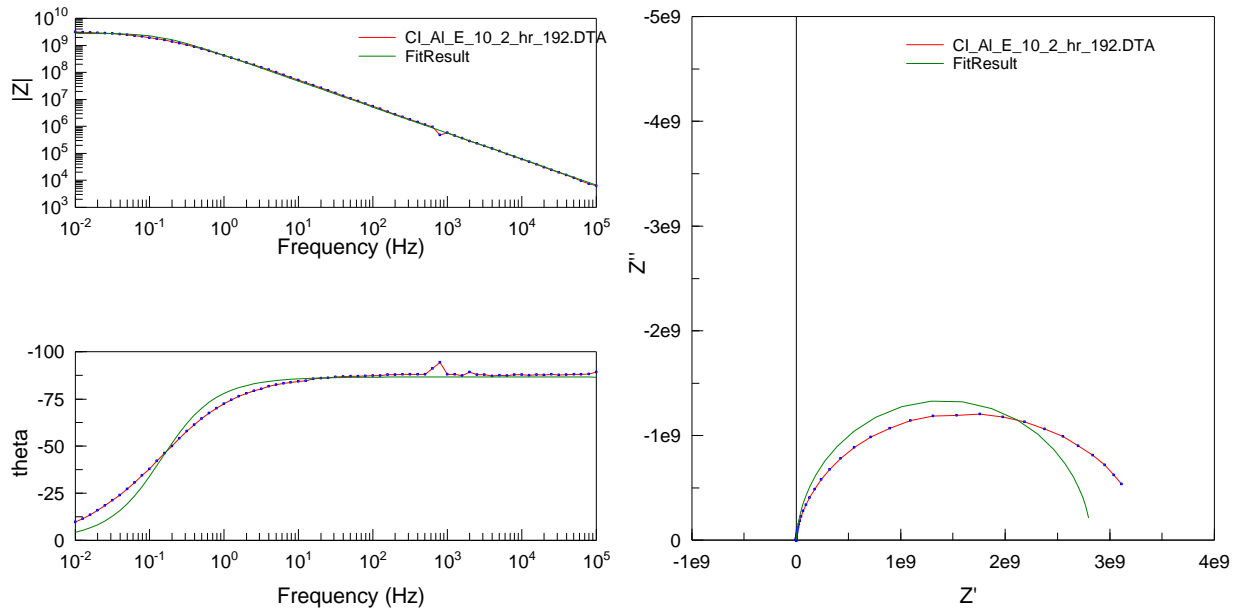 10^10
10^9
10^8
10^7
10^6
10^5
10^4
10^3
|Z|
10^-2 10^-1 10^0 10^1 10^2 10^3 10^4 10^5
Frequency (Hz)
CI_Al_E_10_2_hr_192.DTA
FitResult
-100
-75
-50
-25
0
theta
10^-2 10^-1 10^0 10^1 10^2 10^3 10^4 10^5
Frequency (Hz)
-5e9
-4e9
-3e9
-2e9
-1e9
0
Z''
-1e9 0 1e9 2e9 3e9 4e9
Z'
CI_Al_E_10_2_hr_192.DTA
FitResult